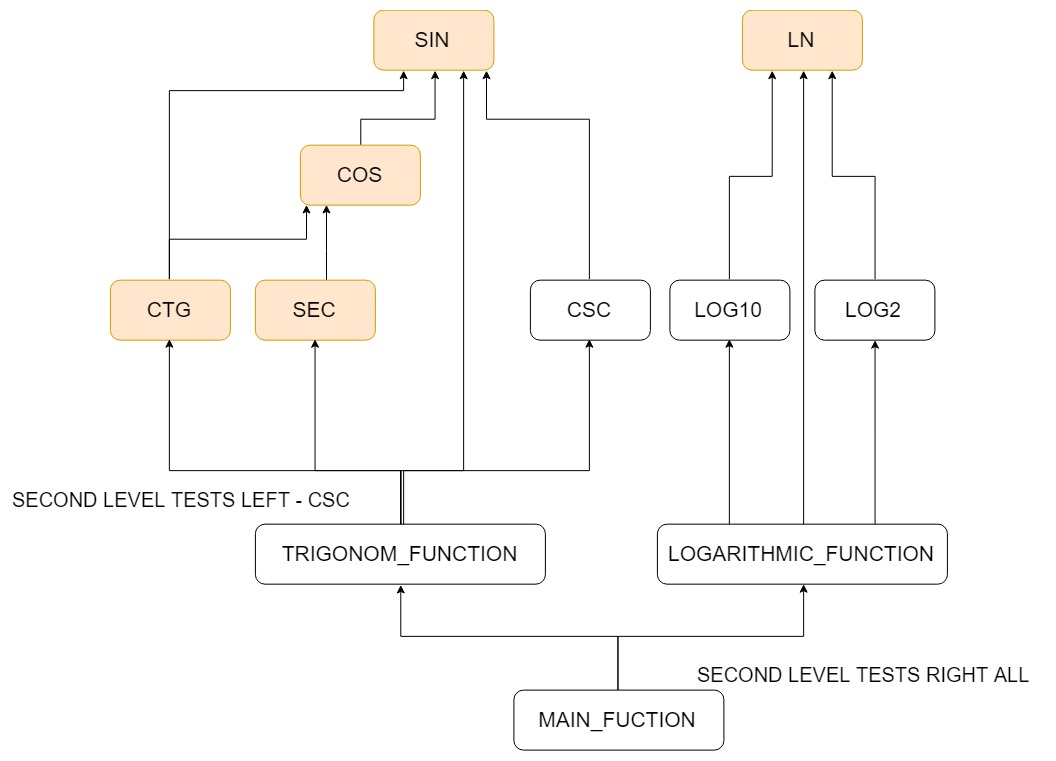 SIN
LN
COS
CTG
SEC
CSC
LOG10
LOG2
SECOND LEVEL TESTS LEFT - CSC
TRIGONOM_FUNCTION
LOGARITHMIC_FUNCTION
SECOND LEVEL TESTS RIGHT ALL
MAIN_FUCTION